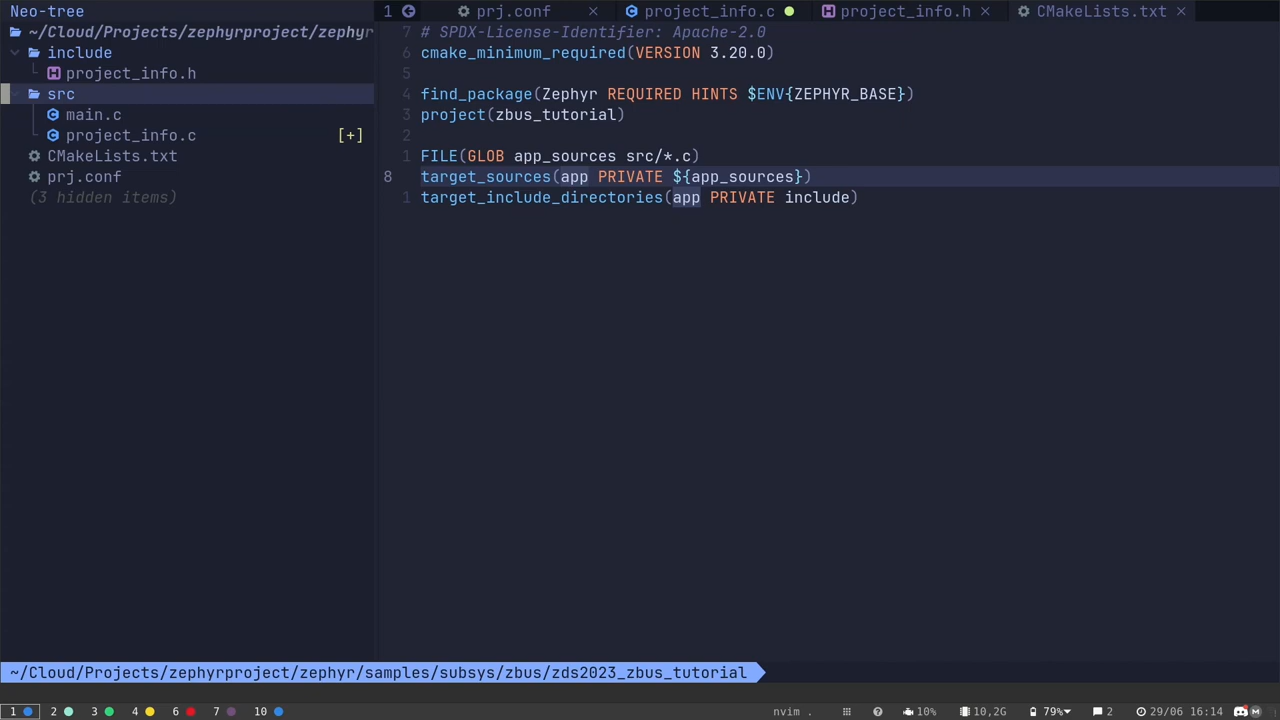 Neo-tree
~/Cloud/Projects/zephyrproject/zephyr
include
project_info.h
src
main.c
project_info.c [+]
CMakeLists.txt
prj.conf
(3 hidden items)
1 prj.conf project_info.c project_info.h CMakeLists.txt
7 # SPDX-License-Identifier: Apache-2.0
6 cmake_minimum_required(VERSION 3.20.0)
5
4 find_package(Zephyr REQUIRED HINTS $ENV{ZEPHYR_BASE})
3 project(zbus_tutorial)
2
1 FILE(GLOB app_sources src/*.c)
8 target_sources(app PRIVATE ${app_sources})
1 target_include_directories(app PRIVATE include)
~/Cloud/Projects/zephyrproject/zephyr/samples/subsys/zbus/zds2023_zbus_tutorial
1 2 3 4 6 7 10 nvim . 10% 10,2G 79% 2 29/06 16:14